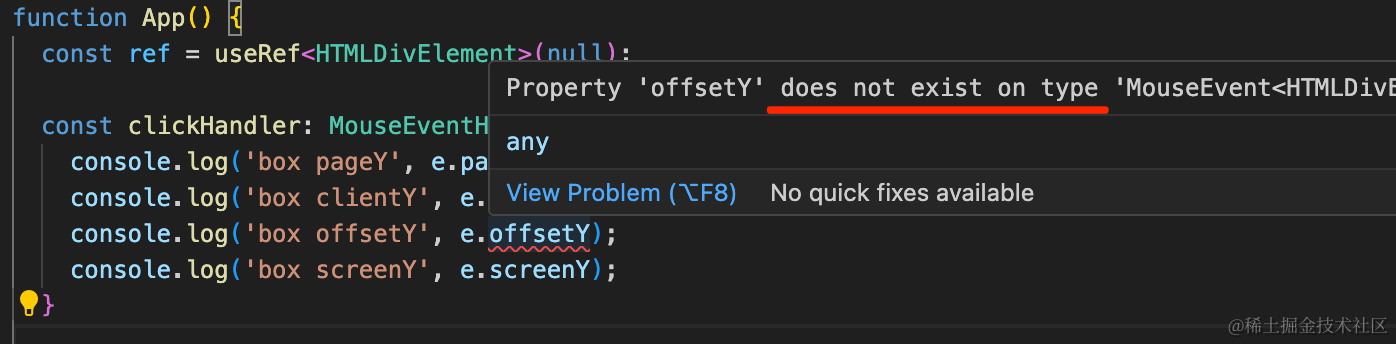 function App() {
const ref = useRef<HTMLDivElement>(null);
Property 'offsetY' does not exist on type 'MouseEvent<HTMLDivE
const clickHandler: MouseEventH
any
console.log('box pageY', e.pa
console.log('box clientY', e.
View Problem (⌥F8) No quick fixes available
console.log('box offsetY', e.offsetY);
console.log('box screenY', e.screenY);
}
@稀土掘金技术社区